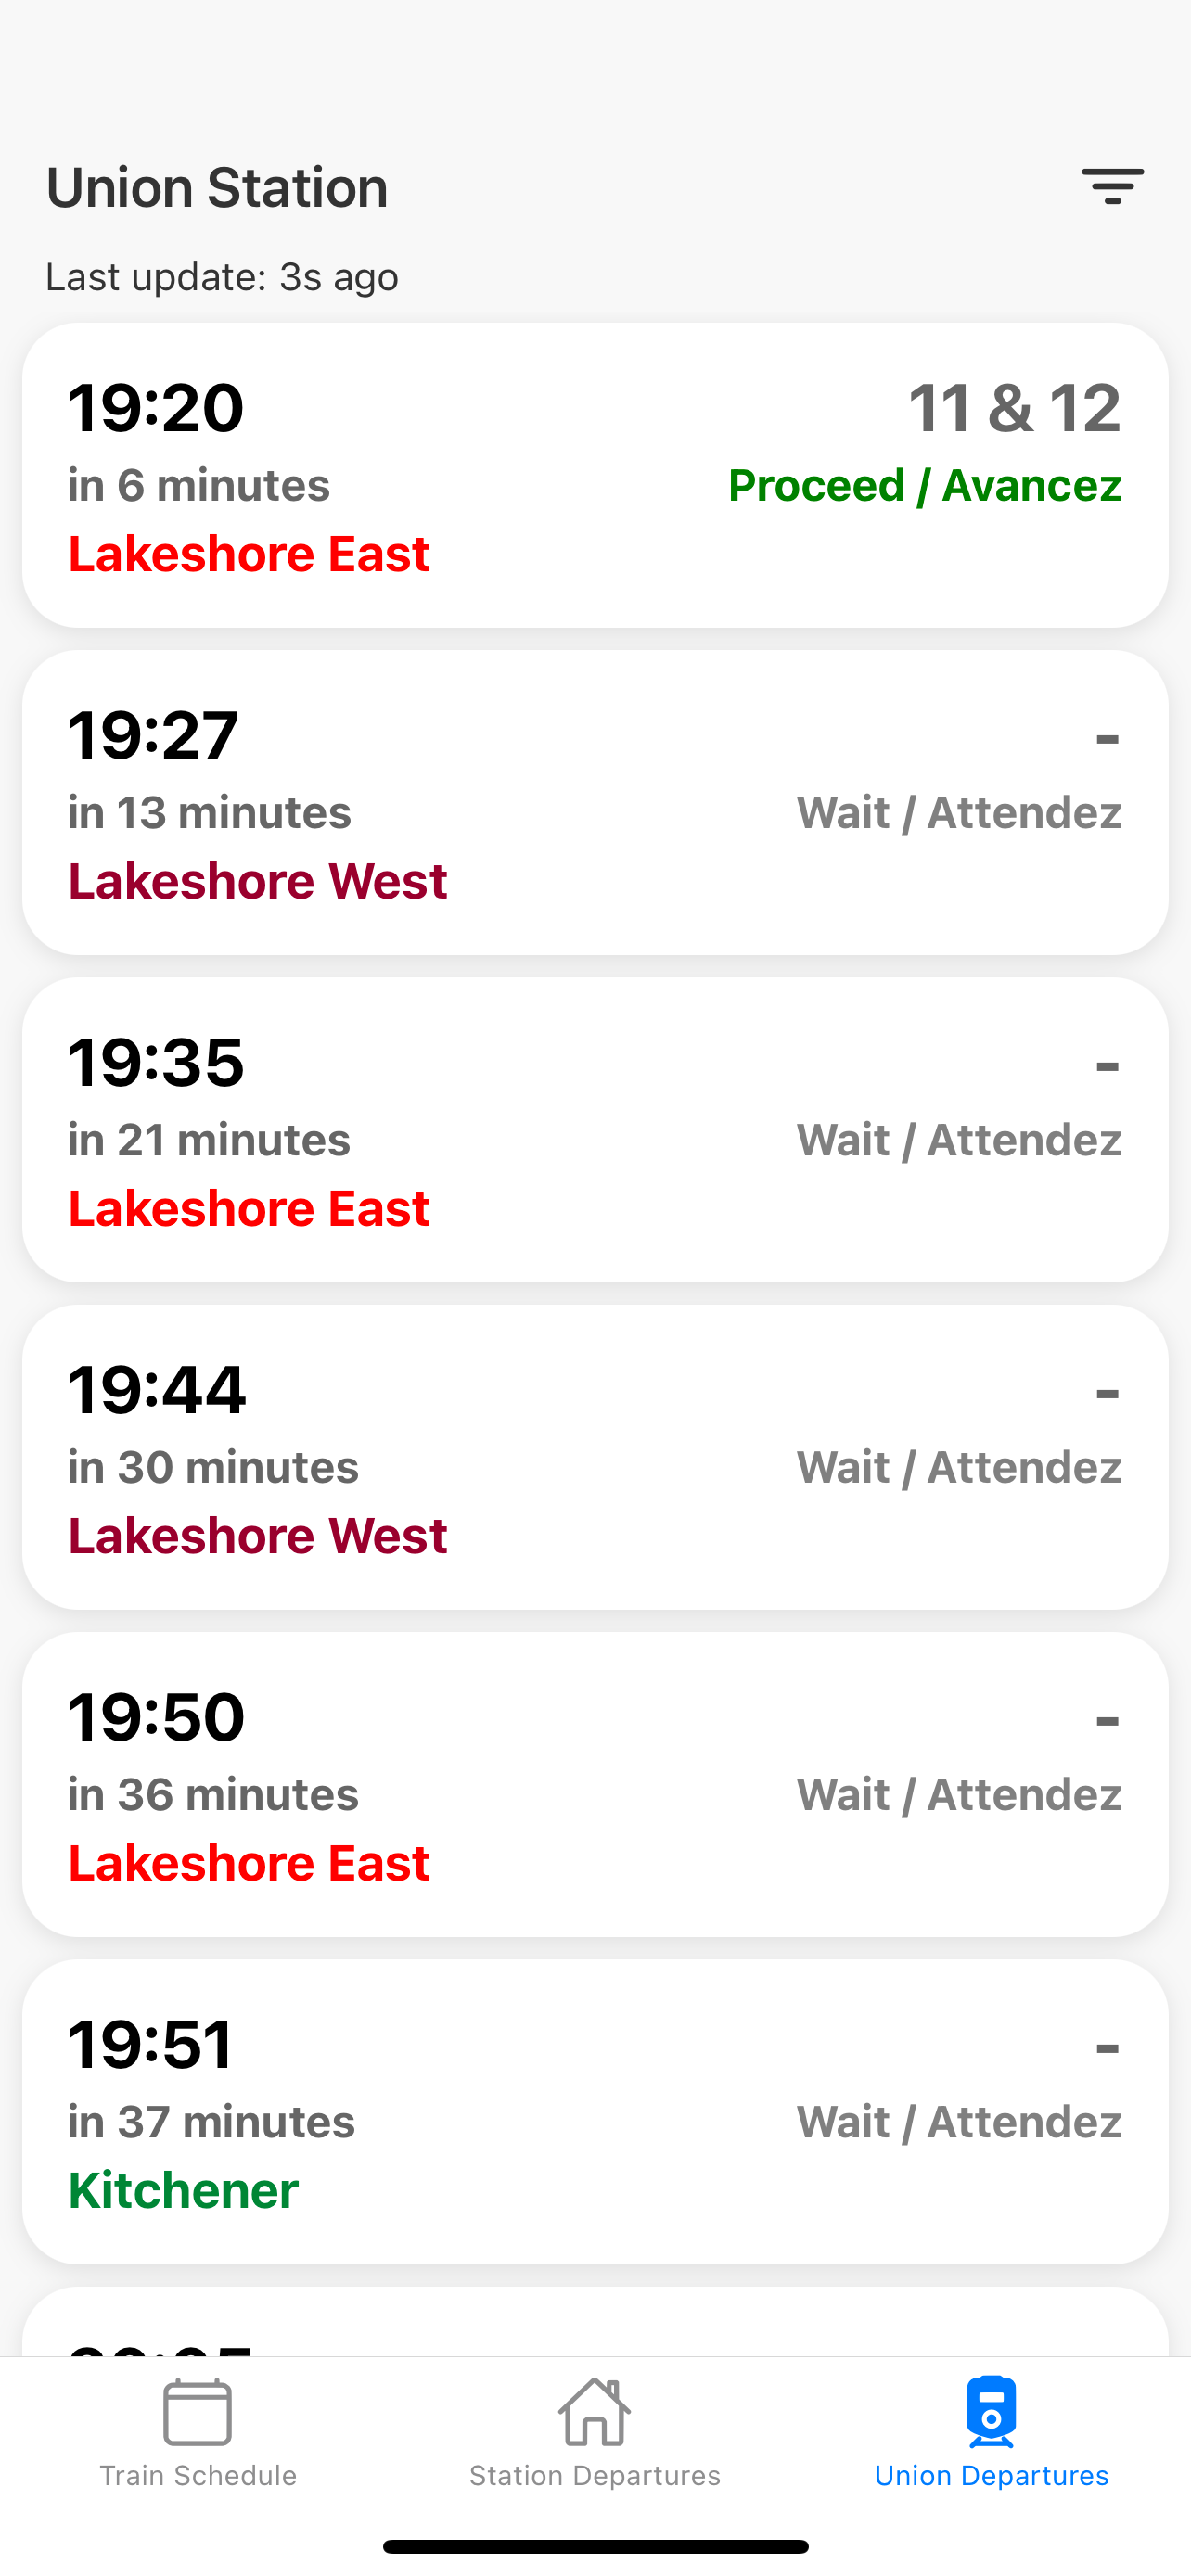 Union Station
Last update: 3s ago
19:20 11 & 12
in 6 minutes Proceed / Avancez
Lakeshore East
19:27 -
in 13 minutes Wait / Attendez
Lakeshore West
19:35 -
in 21 minutes Wait / Attendez
Lakeshore East
19:44 -
in 30 minutes Wait / Attendez
Lakeshore West
19:50 -
in 36 minutes Wait / Attendez
Lakeshore East
19:51 -
in 37 minutes Wait / Attendez
Kitchener
Train Schedule Station Departures Union Departures